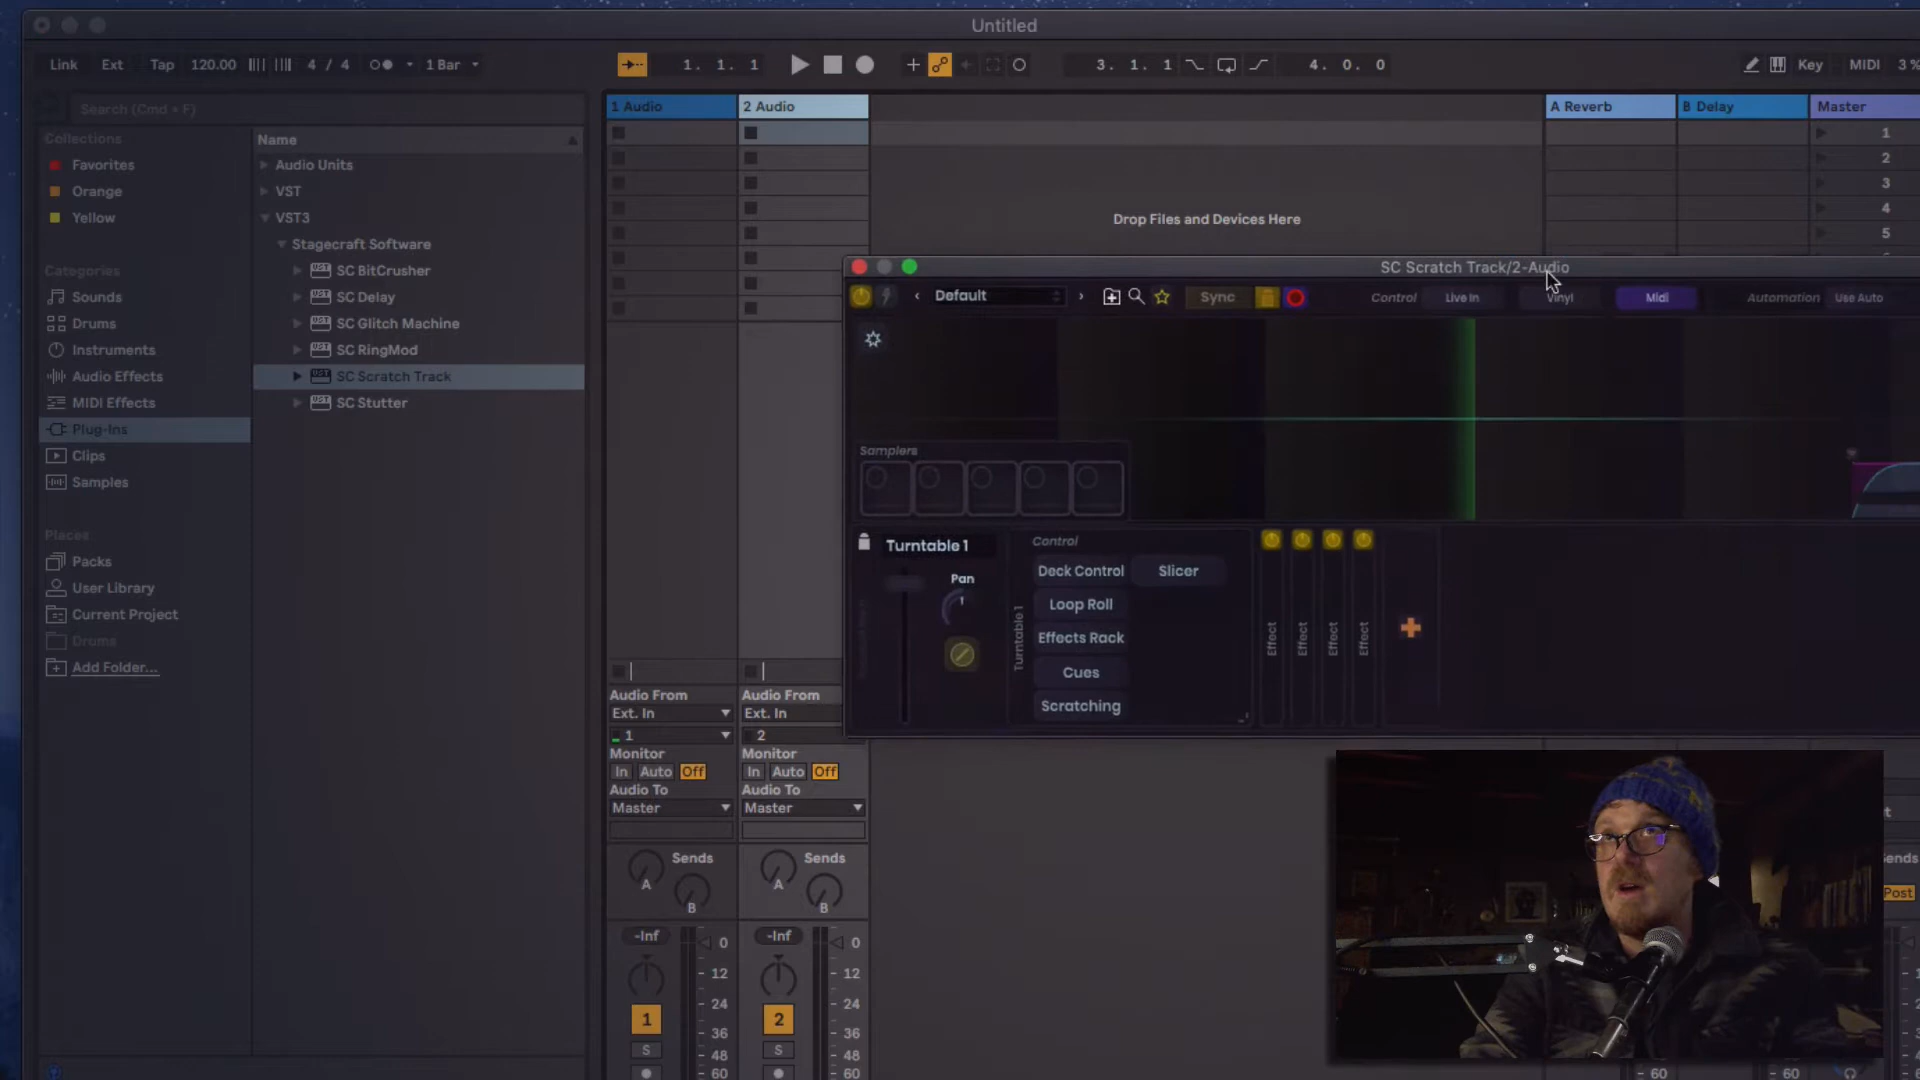 Untitled
Link Ext Tap 120.00 4 / 4 1 Bar
1. 1. 1
3. 1. 1
4. 0. 0
Key MIDI 3 %
Search (Cmd + F)
Collections
Favorites
Orange
Yellow
Categories
Sounds
Drums
Instruments
Audio Effects
MIDI Effects
Plug-Ins
Clips
Samples
Places
Packs
User Library
Current Project
Drums
Add Folder...
Name
Audio Units
VST
VST3
Stagecraft Software
SC BitCrusher
SC Delay
SC Glitch Machine
SC RingMod
SC Scratch Track
SC Stutter
1 Audio
2 Audio
A Reverb
B Delay
Master
1
2
3
4
5
Drop Files and Devices Here
SC Scratch Track/2-Audio
Default
Sync
Control Live In Vinyl Midi
Automation Use Auto
Samplers
Turntable 1
Pan
Turntable 1
Control
Deck Control
Slicer
Loop Roll
Effects Rack
Cues
Scratching
Effect
Effect
Effect
Effect
Audio From
Audio From
Ext. In
Ext. In
1
2
Monitor
Monitor
In Auto Off
In Auto Off
Audio To
Audio To
Master
Master
Sends
Sends
A
A
B
B
-Inf
-Inf
0
0
12
12
24
24
36
36
48
48
60
60
1
2
S
S
Post
60
60